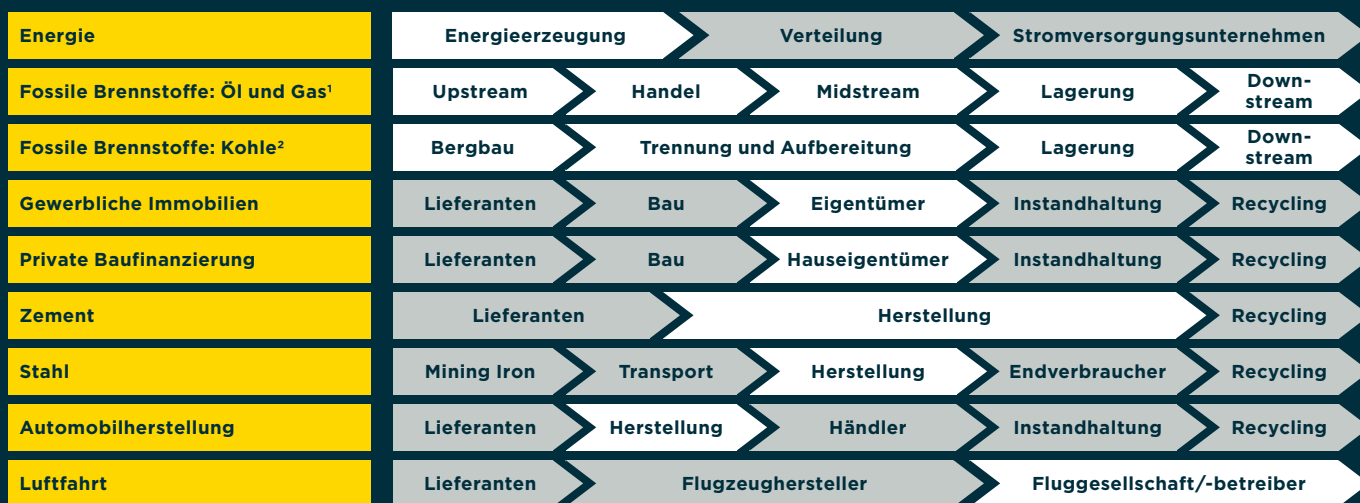 Energie Energieerzeugung Verteilung Stromversorgungsunternehmen
Fossile Brennstoffe: Öl und Gas¹ Upstream Handel Midstream Lagerung Down-
stream
Fossile Brennstoffe: Kohle² Bergbau Trennung und Aufbereitung Lagerung Down-
stream
Gewerbliche Immobilien Lieferanten Bau Eigentümer Instandhaltung Recycling
Private Baufinanzierung Lieferanten Bau Hauseigentümer Instandhaltung Recycling
Zement Lieferanten Herstellung Recycling
Stahl Mining Iron Transport Herstellung Endverbraucher Recycling
Automobilherstellung Lieferanten Herstellung Händler Instandhaltung Recycling
Luftfahrt Lieferanten Flugzeughersteller Fluggesellschaft/-betreiber